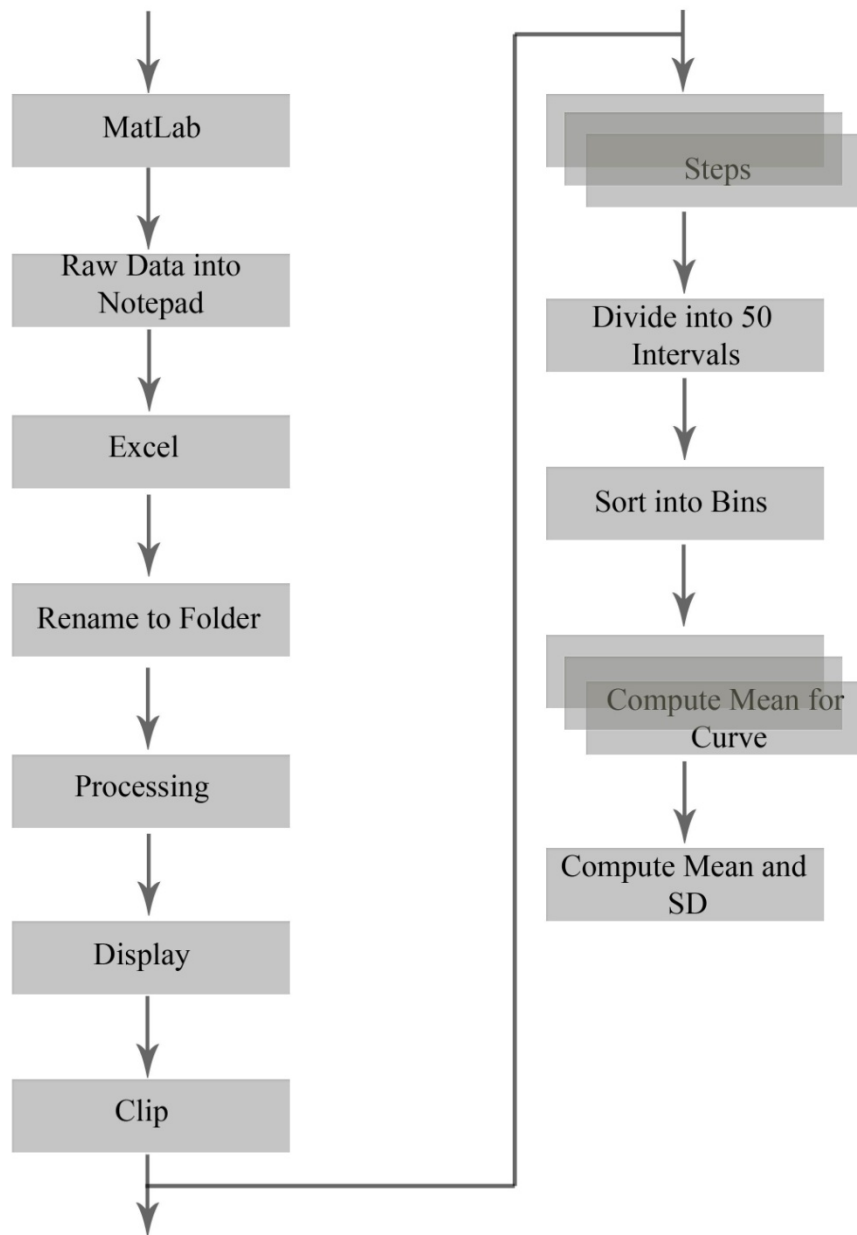 MatLab
Raw Data into
Notepad
Excel
Rename to Folder
Processing
Display
Clip
Steps
Divide into 50
Intervals
Sort into Bins
Compute Mean for
Curve
Compute Mean and
SD